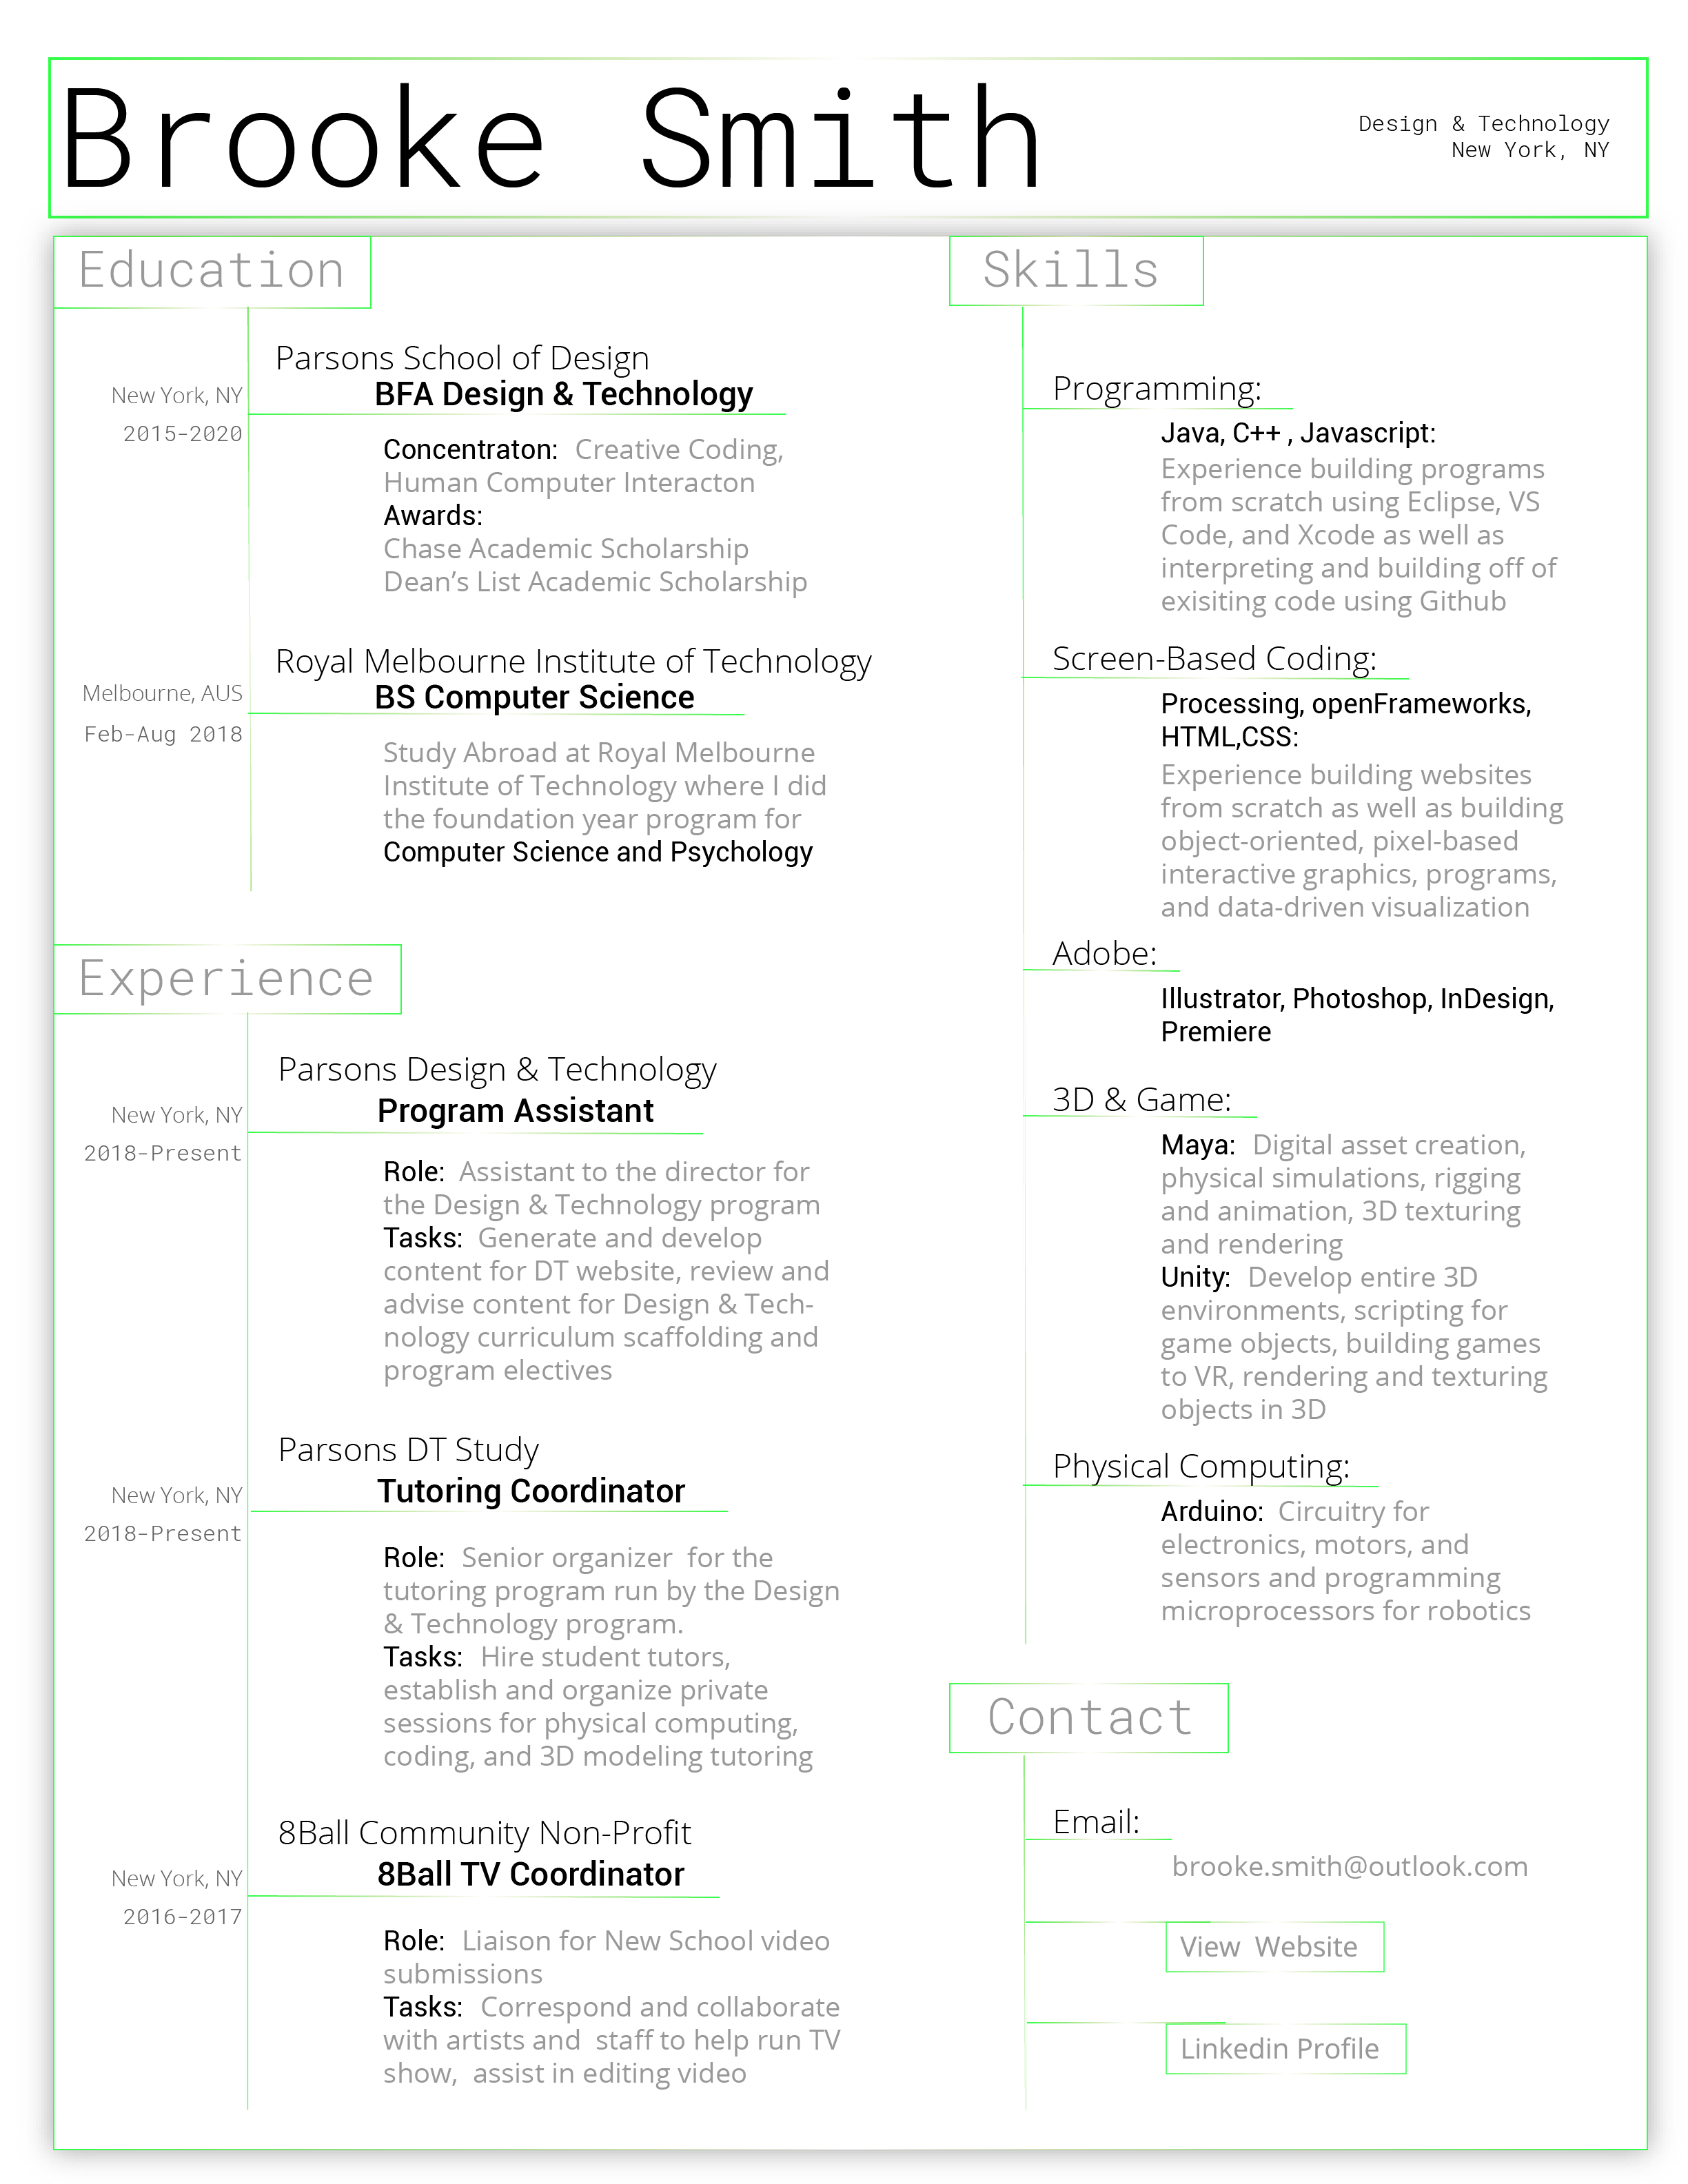 Brooke Smith
Design & Technology
New York, NY
Education
Parsons School of Design
BFA Design & Technology
New York, NY
2015-2020
Concentraton: Creative Coding,
Human Computer Interacton
Awards:
Chase Academic Scholarship
Dean’s List Academic Scholarship
Royal Melbourne Institute of Technology
BS Computer Science
Melbourne, AUS
Feb-Aug 2018
Study Abroad at Royal Melbourne
Institute of Technology where I did
the foundation year program for
Computer Science and Psychology
Experience
Parsons Design & Technology
Program Assistant
New York, NY
2018-Present
Role: Assistant to the director for
the Design & Technology program
Tasks: Generate and develop
content for DT website, review and
advise content for Design & Tech-
nology curriculum scaffolding and
program electives
Parsons DT Study
Tutoring Coordinator
New York, NY
2018-Present
Role: Senior organizer for the
tutoring program run by the Design
& Technology program.
Tasks: Hire student tutors,
establish and organize private
sessions for physical computing,
coding, and 3D modeling tutoring
8Ball Community Non-Profit
8Ball TV Coordinator
New York, NY
2016-2017
Role: Liaison for New School video
submissions
Tasks: Correspond and collaborate
with artists and staff to help run TV
show, assist in editing video
Skills
Programming:
Java, C++ , Javascript:
Experience building programs
from scratch using Eclipse, VS
Code, and Xcode as well as
interpreting and building off of
exisiting code using Github
Screen-Based Coding:
Processing, openFrameworks,
HTML,CSS:
Experience building websites
from scratch as well as building
object-oriented, pixel-based
interactive graphics, programs,
and data-driven visualization
Adobe:
Illustrator, Photoshop, InDesign,
Premiere
3D & Game:
Maya: Digital asset creation,
physical simulations, rigging
and animation, 3D texturing
and rendering
Unity: Develop entire 3D
environments, scripting for
game objects, building games
to VR, rendering and texturing
objects in 3D
Physical Computing:
Arduino: Circuitry for
electronics, motors, and
sensors and programming
microprocessors for robotics
Contact
Email:
brooke.smith@outlook.com
View Website
Linkedin Profile